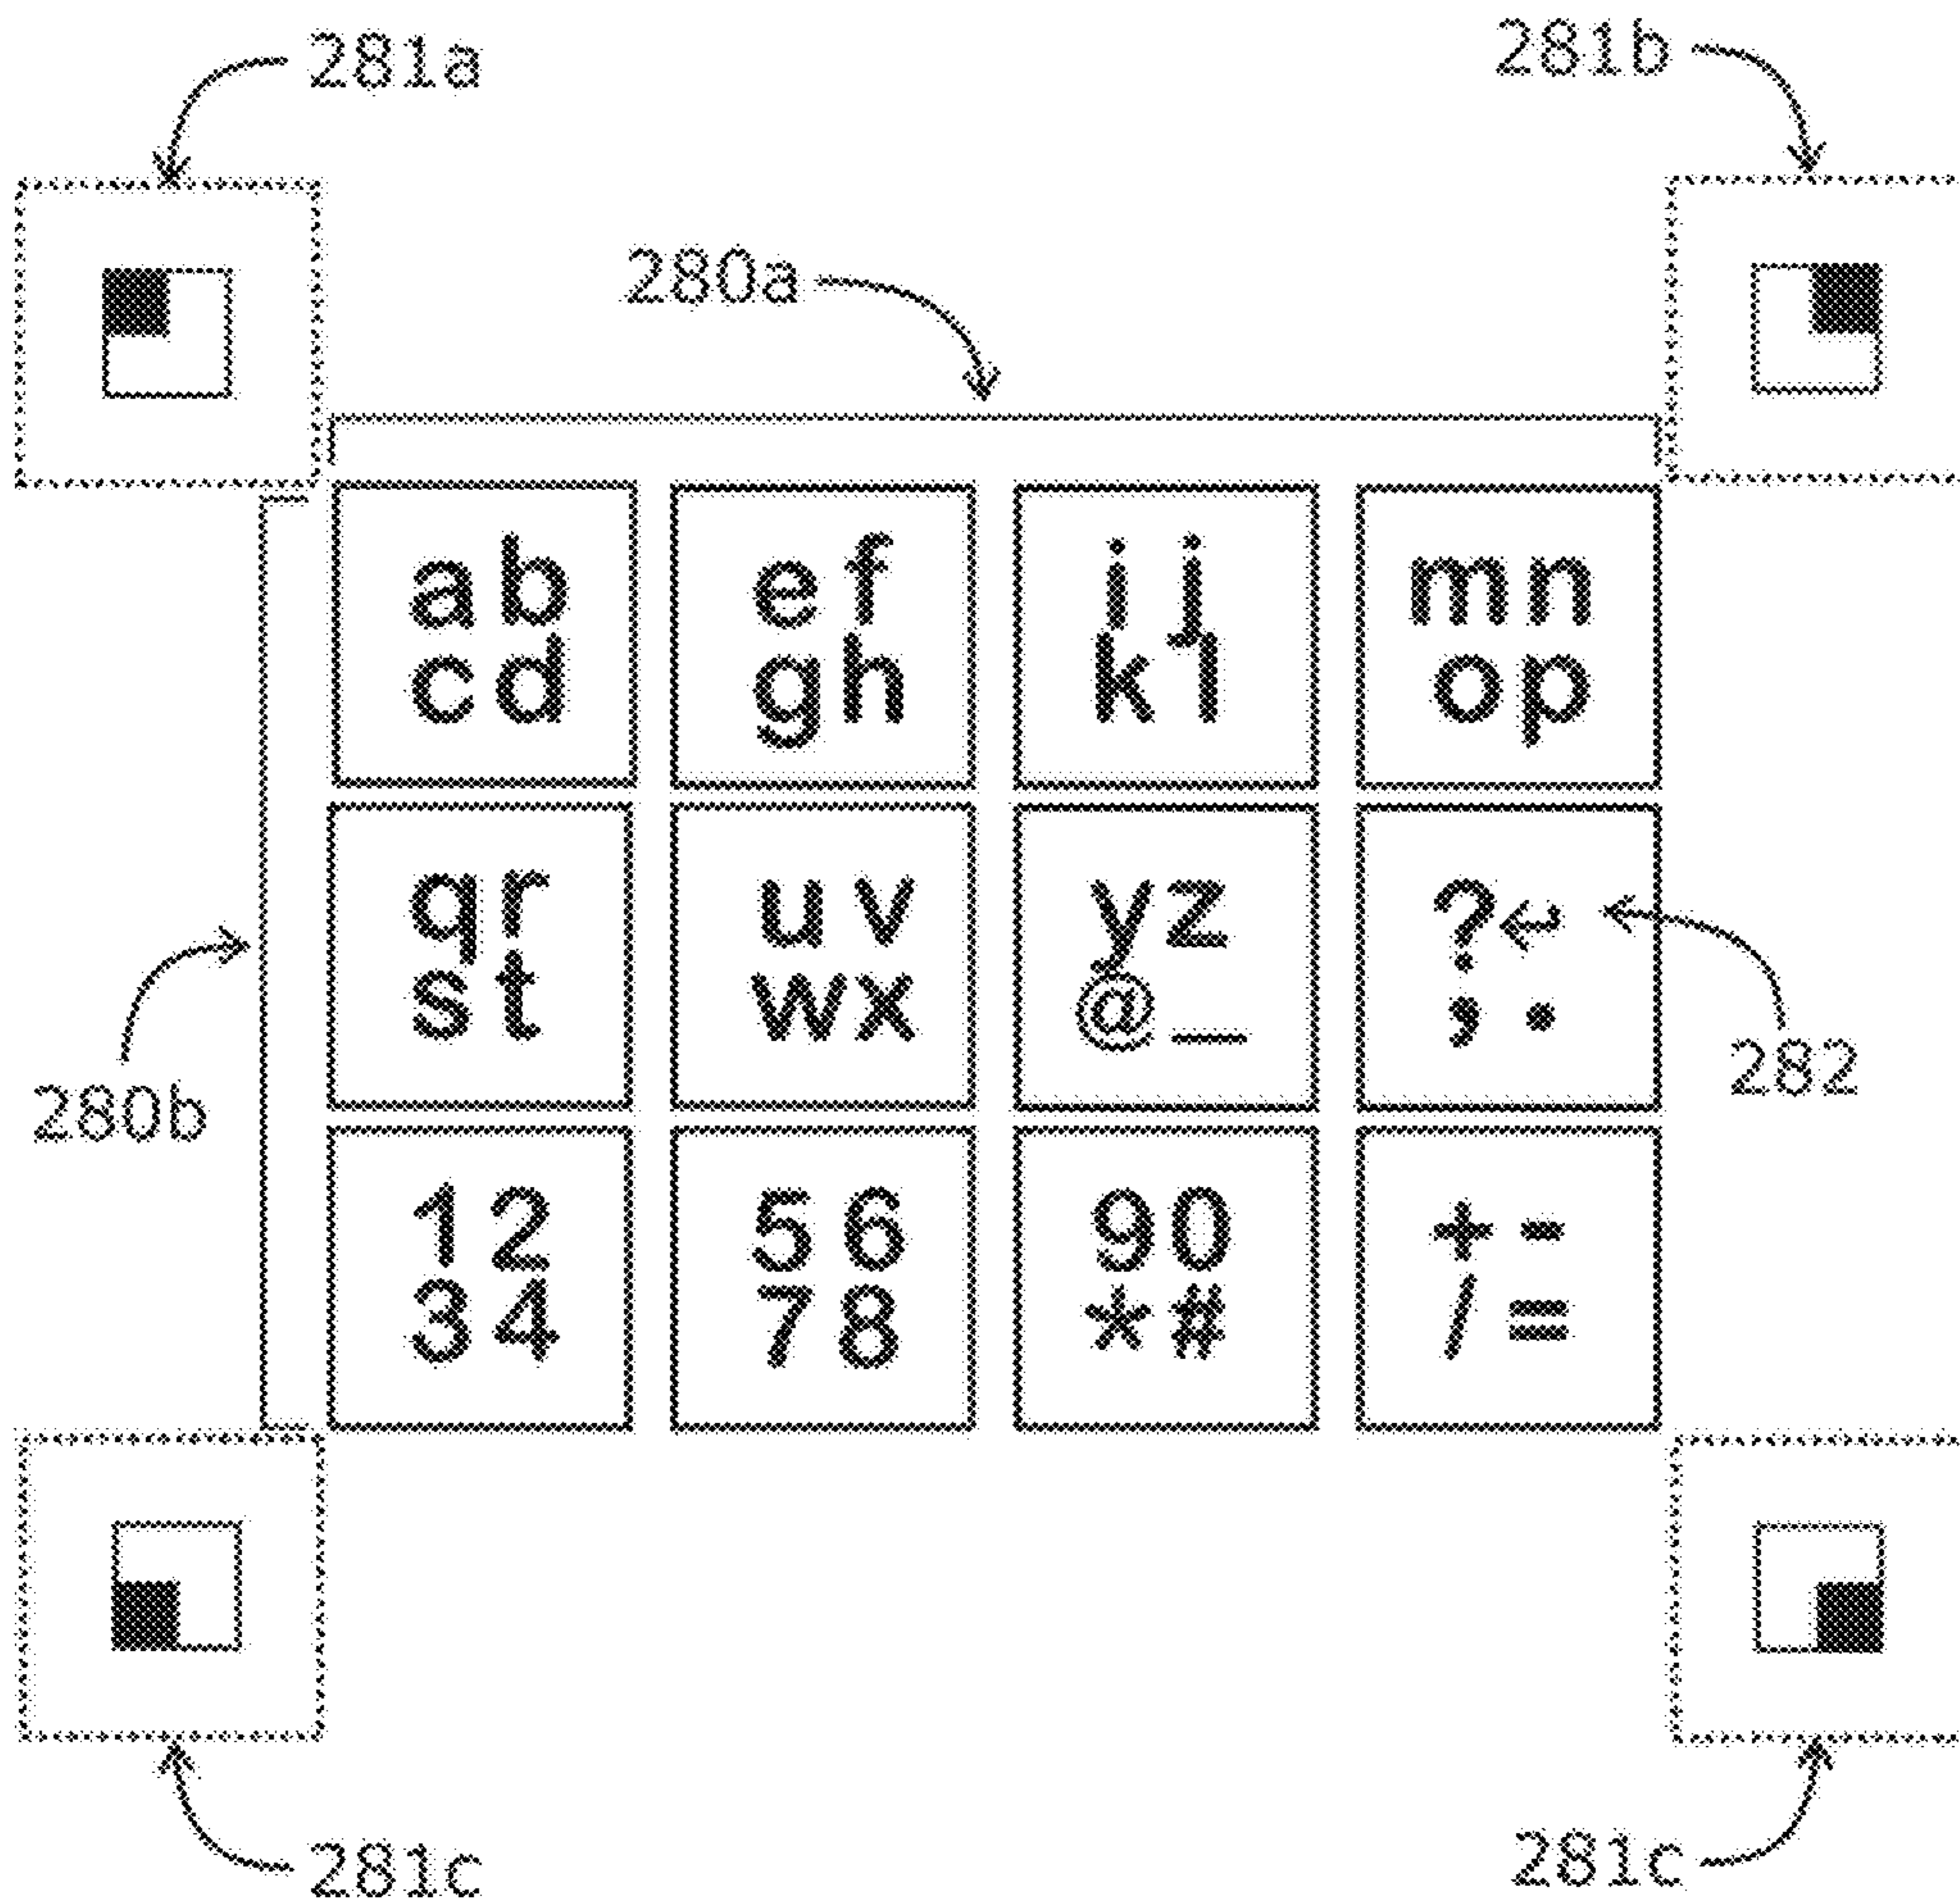 281a
281b
280a
ab
cd
ef
gh
ij
kl
mn
op
qr
st
uv
wx
yz
@_
?↵
,.
280b
282
12
34
56
78
90
*#
+-
/=
281c
281c